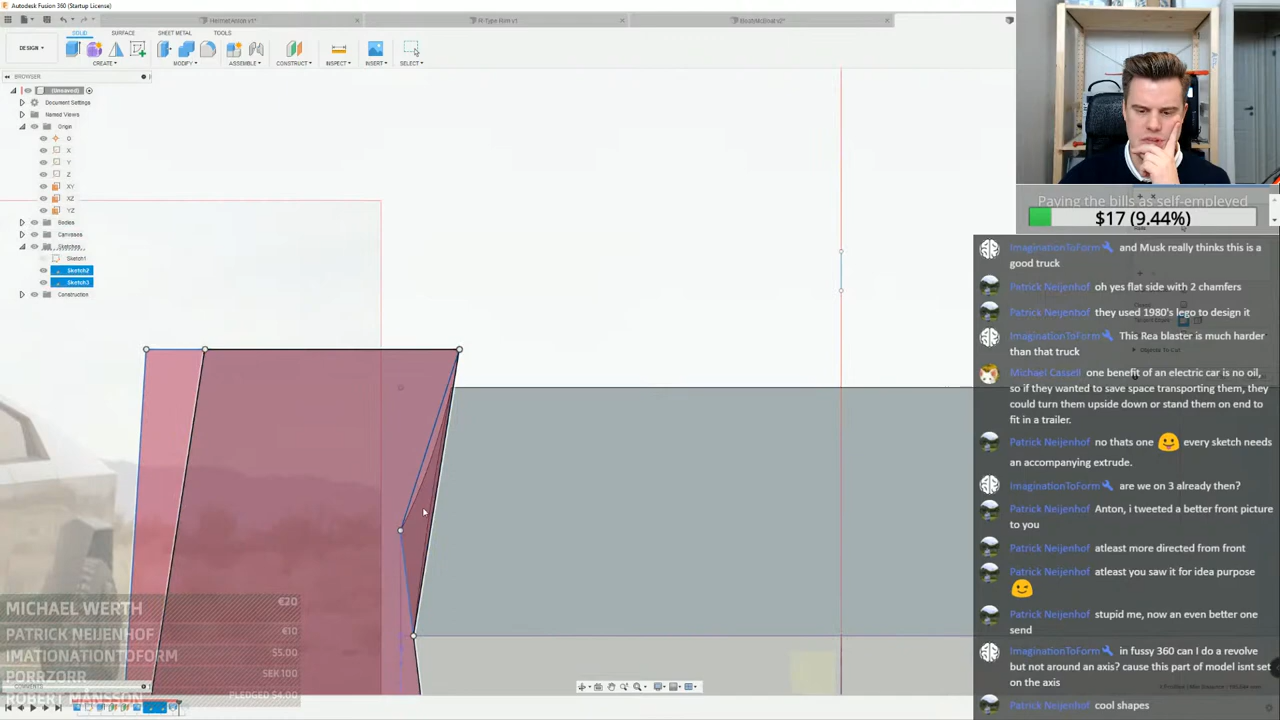 Autodesk Fusion 360 (Startup License)
R-Type Rom v1
DESIGN
SOLID SURFACE SHEET METAL TOOLS
CREATE MODIFY ASSEMBLE CONSTRUCT INSPECT INSERT SELECT
BROWSER
(Unsaved)
Document Settings
Named Views
Origin
O
X
Y
Z
XY
XZ
YZ
Bodies
Canvases
Sketches
Sketch1
Sketch2
Sketch3
Construction
Paying the bills as self-employed
$17 (9.44%)
ImaginationToForm and Musk really thinks this is a
good truck
Patrick Neijenhof oh yes flat side with 2 chamfers
Patrick Neijenhof they used 1980's lego to design it
ImaginationToForm This Rea blaster is much harder
than that truck
Michael Cassell one benefit of an electric car is no oil,
so if they wanted to save space transporting them, they
could turn them upside down or stand them on end to
fit in a trailer.
Patrick Neijenhof no thats one every sketch needs
an accompanying extrude.
ImaginationToForm are we on 3 already then?
Patrick Neijenhof Anton, i tweeted a better front picture
to you
Patrick Neijenhof atleast more directed from front
Patrick Neijenhof atleast you saw it for idea purpose
Patrick Neijenhof stupid me, now an even better one
send
ImaginationToForm in fussy 360 can I do a revolve
but not around an axis? cause this part of model isnt set
on the axis
Patrick Neijenhof cool shapes
MICHAEL WERTH €20
PATRICK NEIJENHOF €10
IMATIONATIONTOFORM $5.00
PORRZORR SEK 100
ROBERT MÅNSSON PLEDGED $4.00